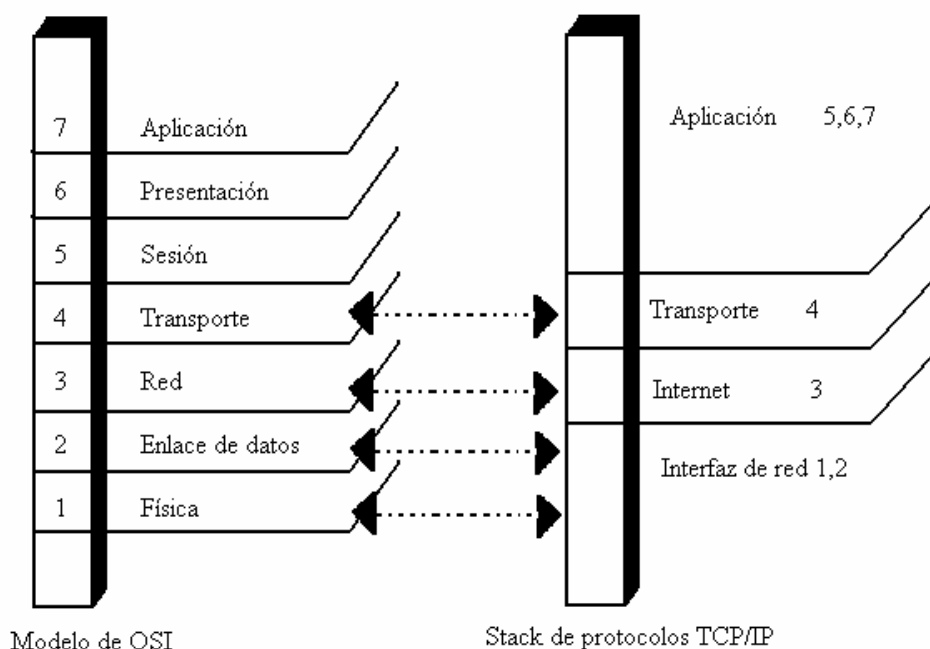 7 Aplicación
6 Presentación
5 Sesión
4 Transporte
3 Red
2 Enlace de datos
1 Física
Modelo de OSI
Aplicación 5,6,7
Transporte 4
Internet 3
Interfaz de red 1,2
Stack de protocolos TCP/IP